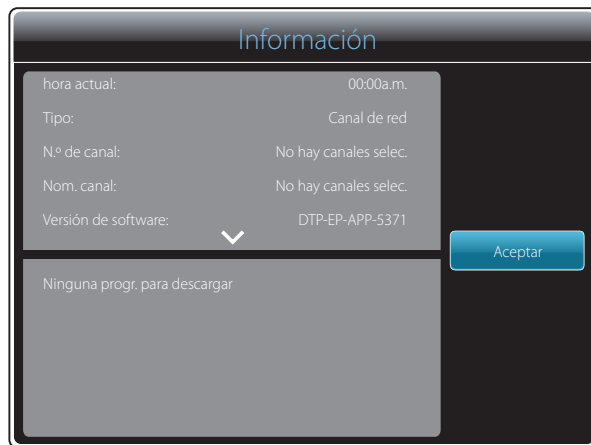 Información
hora actual: 00:00a.m.
Tipo: Canal de red
N.º de canal: No hay canales selec.
Nom. canal: No hay canales selec.
Versión de software: DTP-EP-APP-5371
Aceptar
Ninguna progr. para descargar